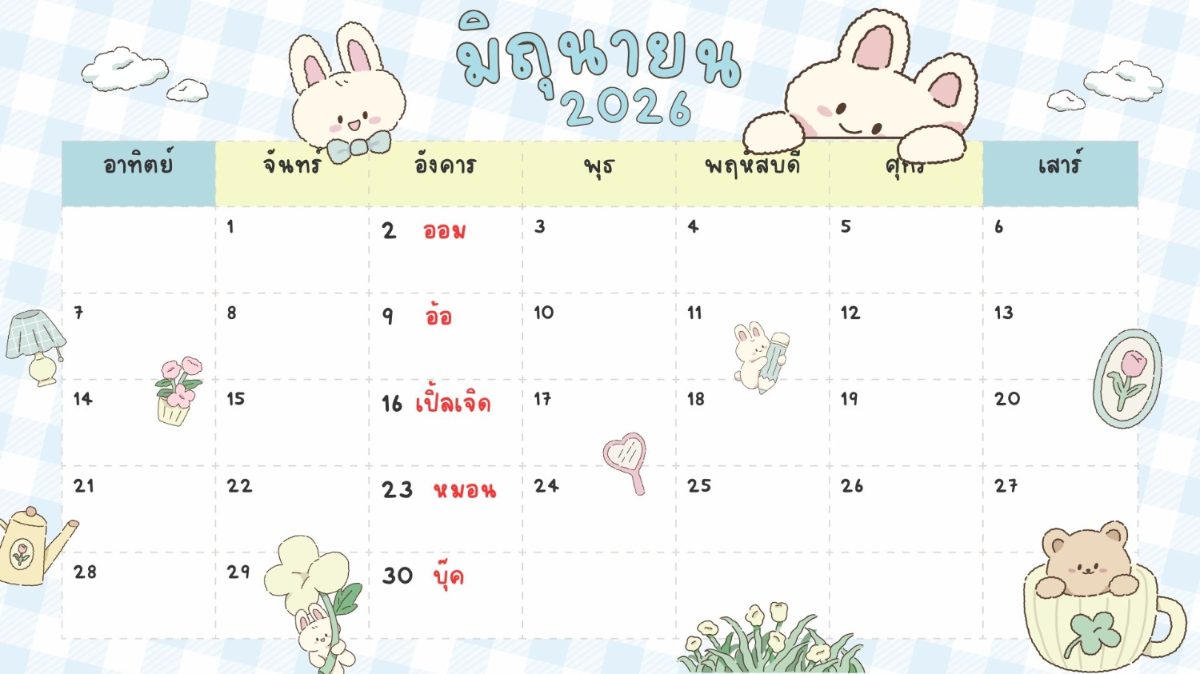 มิถุนายน
2026
อาทิตย์ จันทร์ อังคาร พุธ พฤหัสบดี ศุกร์ เสาร์
1 2 ออม 3 4 5 6
7 8 9 อ้อ 10 11 12 13
14 15 16 เปิ้ลเจิด 17 18 19 20
21 22 23 หมอน 24 25 26 27
28 29 30 บุ๊ค